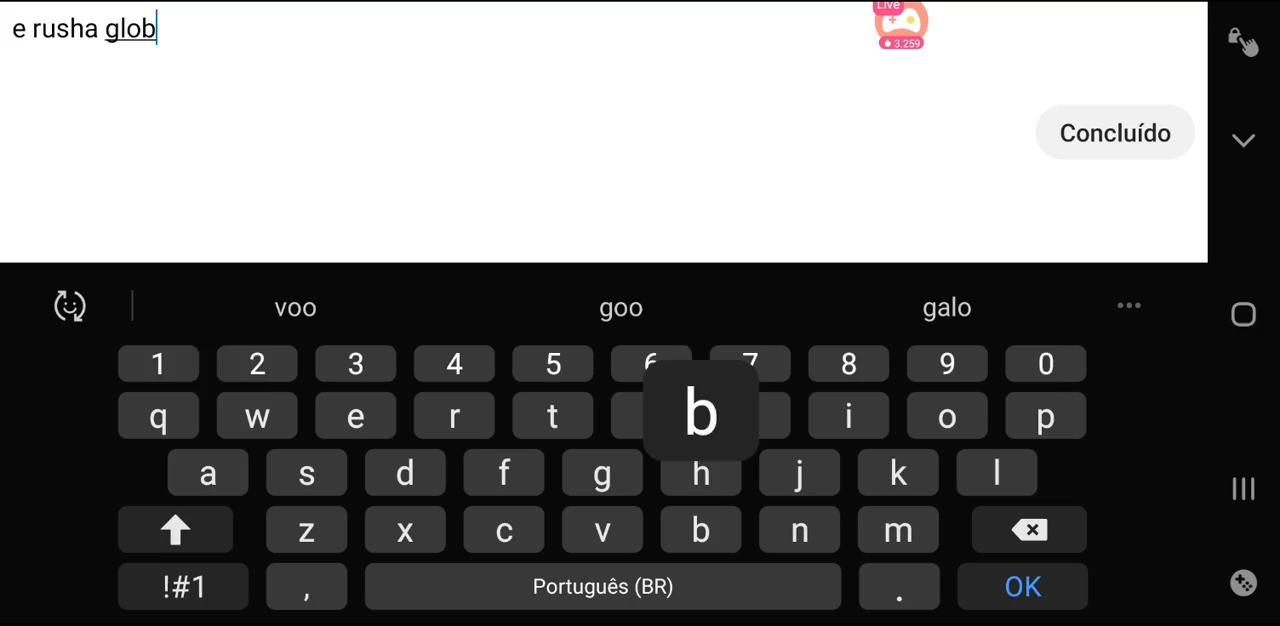 e rusha glob
Live
3.259
Concluído
voo goo galo
1 2 3 4 5 6 7 8 9 0
q w e r t i o p
b
a s d f g h j k l
z x c v b n m
!#1 , Português (BR) . OK